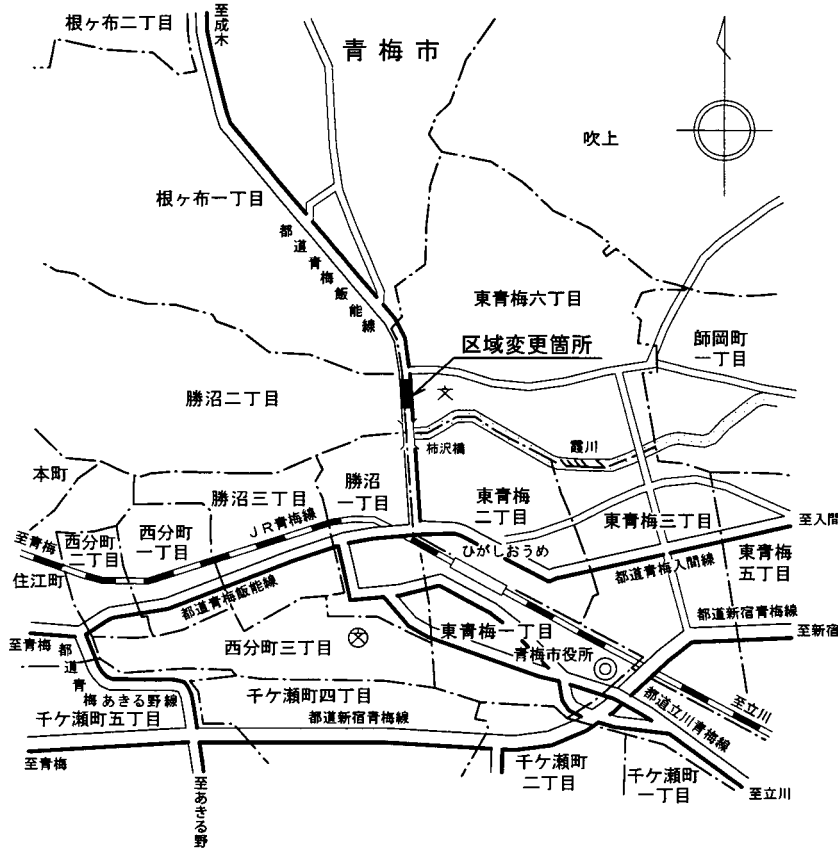 根ヶ布二丁目
至成木
青梅市
吹上
根ヶ布一丁目
都道青梅飯能線
東青梅六丁目
師岡町
一丁目
区域変更箇所
勝沼二丁目
文
柿沢橋
霞川
本町
勝沼三丁目
勝沼
一丁目
東青梅
二丁目
東青梅三丁目
至入間
至青梅
西分町
二丁目
西分町
一丁目
JR青梅線
住江町
ひがしおうめ
都道青梅入間線
東青梅
五丁目
都道青梅飯能線
都道新宿青梅線
至新宿
至青梅
都道青梅あきる野線
西分町三丁目
文
東青梅一丁目
青梅市役所
千ケ瀬町四丁目
千ケ瀬町五丁目
都道新宿青梅線
都道立川青梅線
至立川
至青梅
至あきる野
千ケ瀬町
二丁目
千ケ瀬町
一丁目
至立川